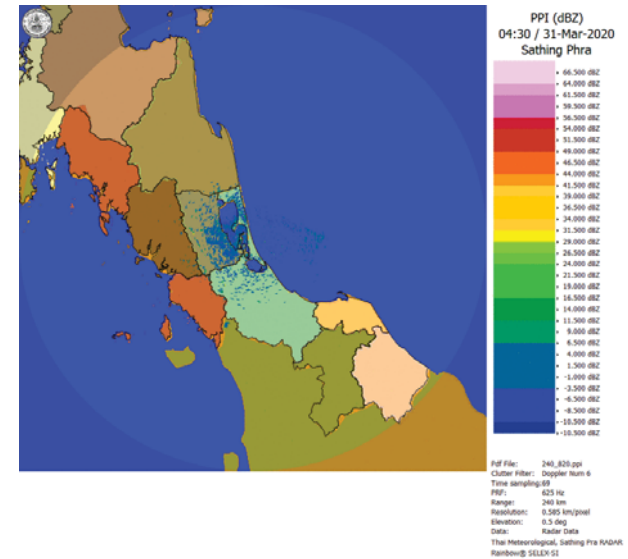 PPI (dBZ)
04:30 / 31-Mar-2020
Sathing Phra
> 66.500 dBZ
> 64.000 dBZ
> 61.500 dBZ
> 59.500 dBZ
> 56.500 dBZ
> 54.000 dBZ
> 51.500 dBZ
> 49.000 dBZ
> 46.500 dBZ
> 44.000 dBZ
> 41.500 dBZ
> 39.000 dBZ
> 36.500 dBZ
> 34.000 dBZ
> 31.500 dBZ
> 29.000 dBZ
> 26.500 dBZ
> 24.000 dBZ
> 21.500 dBZ
> 19.000 dBZ
> 16.500 dBZ
> 14.000 dBZ
> 11.500 dBZ
> 9.000 dBZ
> 6.500 dBZ
> 4.000 dBZ
> 1.500 dBZ
> -1.000 dBZ
> -3.500 dBZ
> -6.500 dBZ
> -8.500 dBZ
> -10.500 dBZ
> -10.500 dBZ
Pdf File: 240_820.ppi
Clutter Filter: Doppler Num 6
Time sampling:69
PRF: 625 Hz
Range: 240 km
Resolution: 0.585 km/pixel
Elevation: 0.5 deg
Data: Radar Data
Thai Meteorological, Sathing Pra RADAR
Rainbow® SELEX-SI